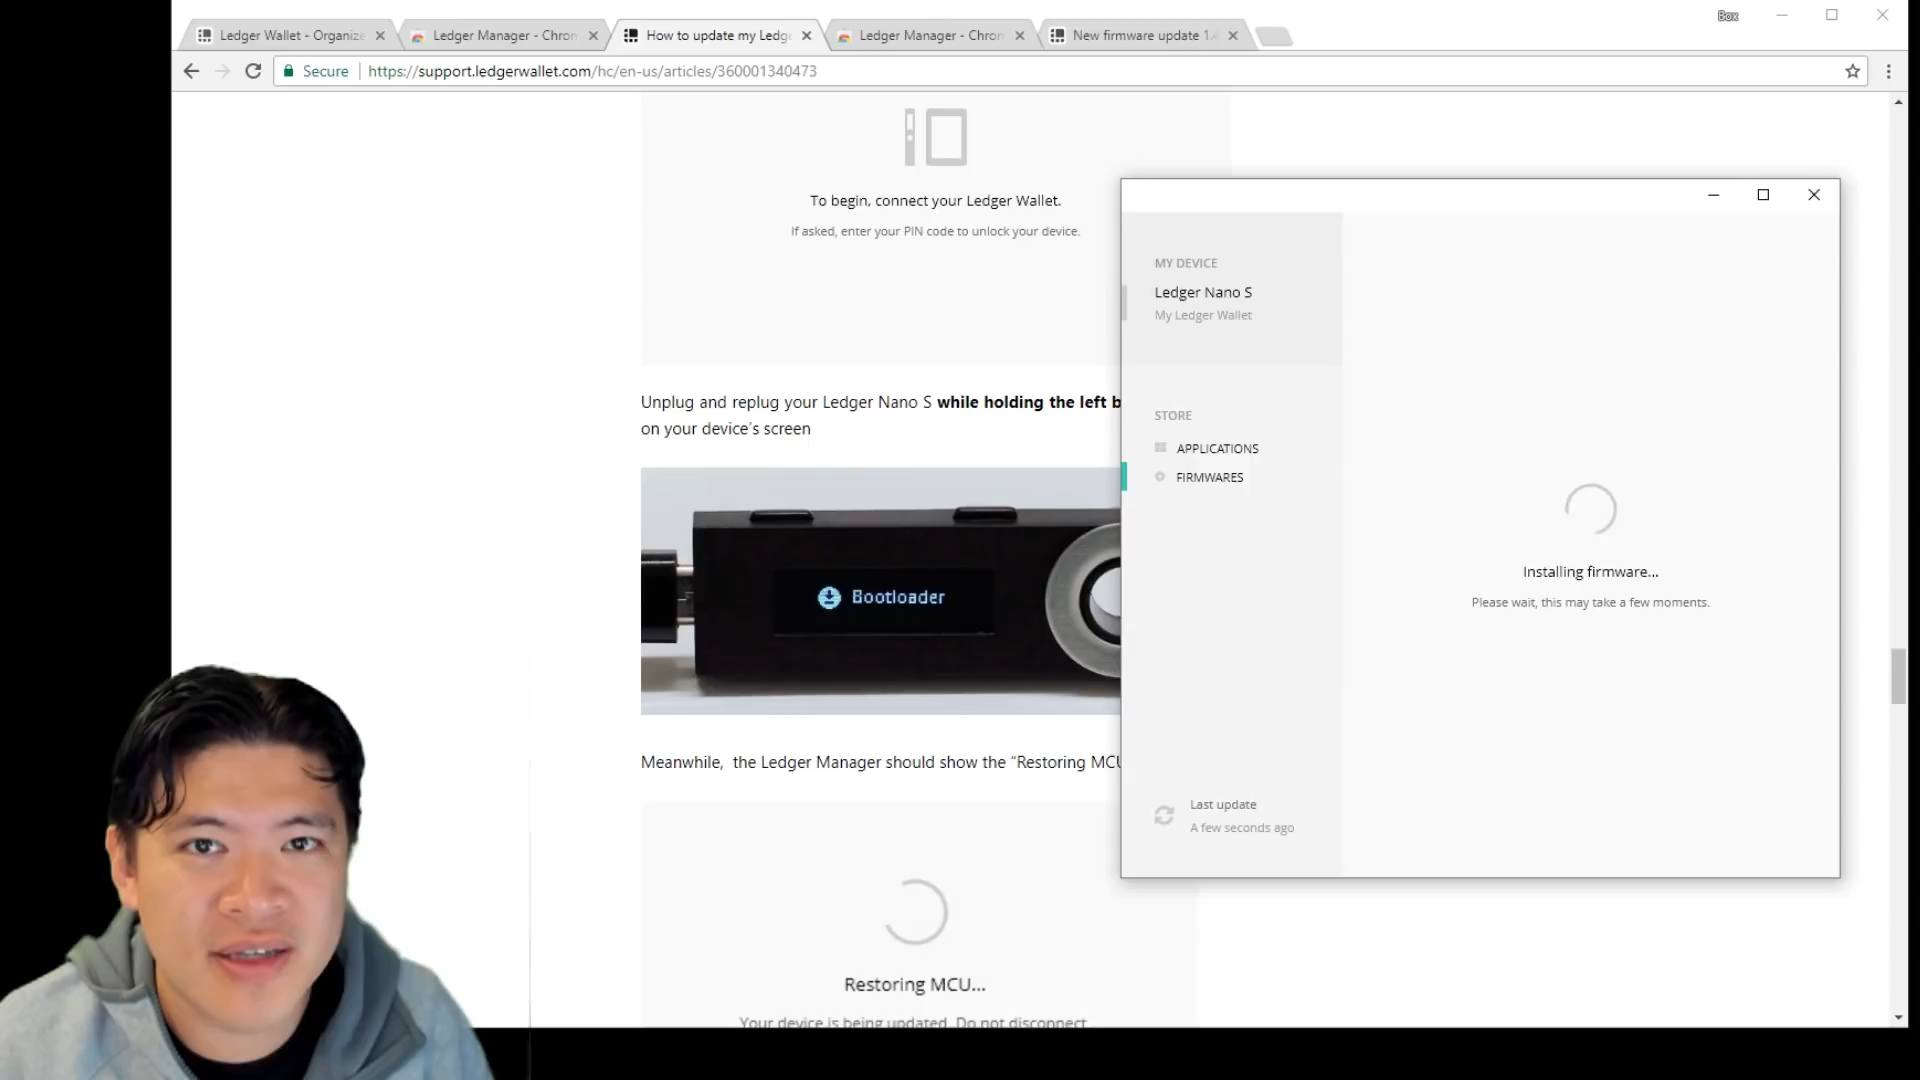 Box
Ledger Wallet - Organize
Ledger Manager - Chrom
How to update my Ledge
Ledger Manager - Chrom
New firmware update 1.4
Secure
https://support.ledgerwallet.com/hc/en-us/articles/360001340473
To begin, connect your Ledger Wallet.
If asked, enter your PIN code to unlock your device.
Unplug and replug your Ledger Nano S while holding the left b
on your device's screen
Bootloader
Meanwhile, the Ledger Manager should show the “Restoring MCU
Restoring MCU...
Your device is being updated. Do not disconnect
MY DEVICE
Ledger Nano S
My Ledger Wallet
STORE
APPLICATIONS
FIRMWARES
Last update
A few seconds ago
Installing firmware...
Please wait, this may take a few moments.